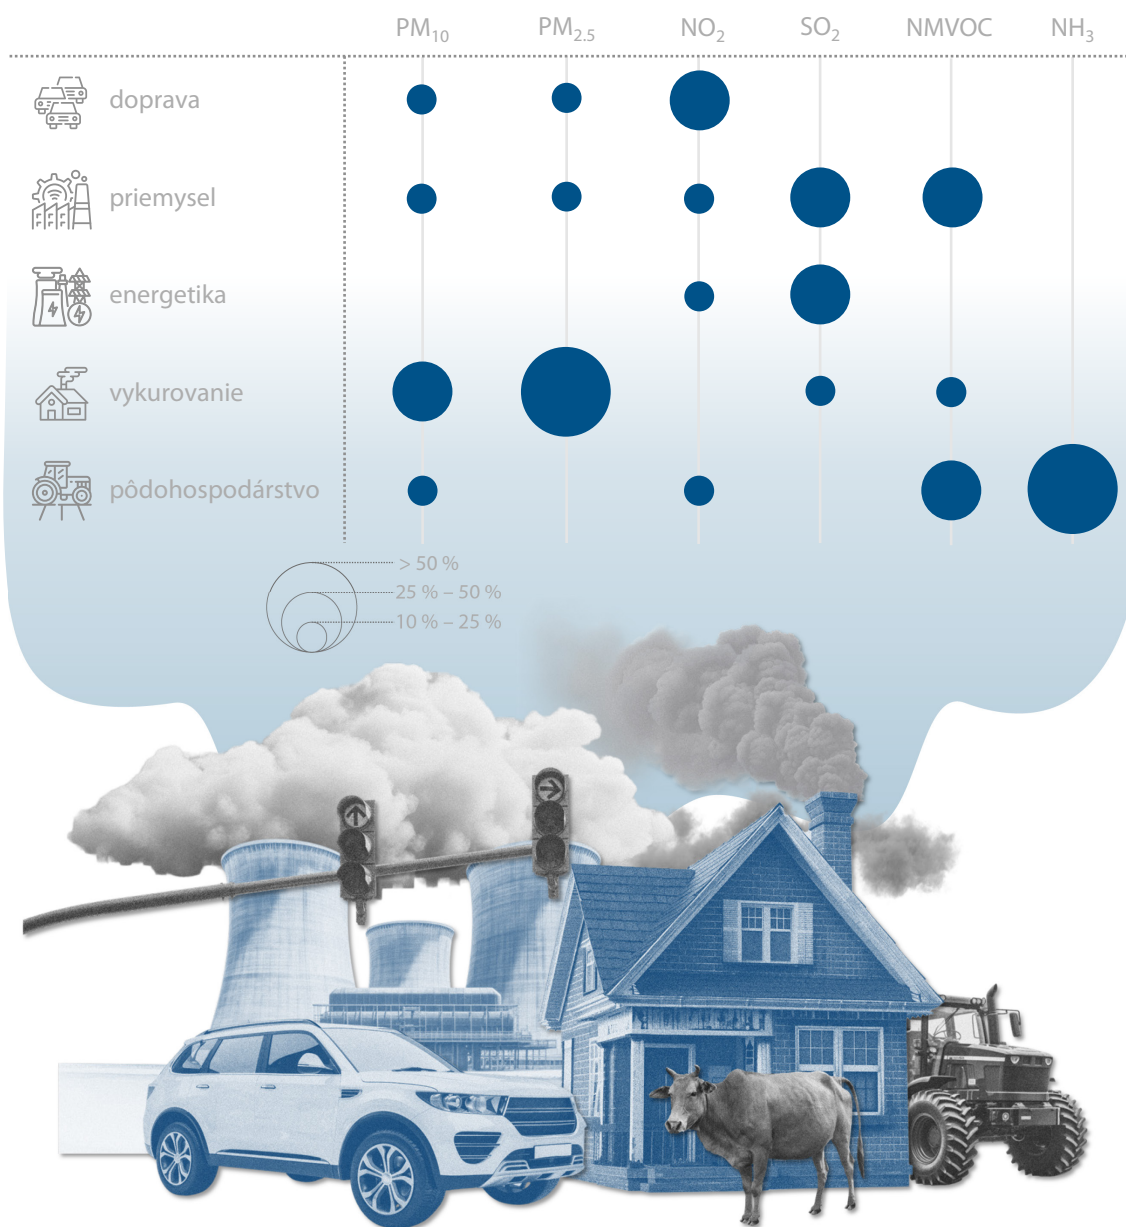 PM₁₀ PM₂.₅ NO₂ SO₂ NMVOC NH₃
doprava
priemysel
energetika
vykurovanie
pôdohospodárstvo
> 50 %
25 % – 50 %
10 % – 25 %